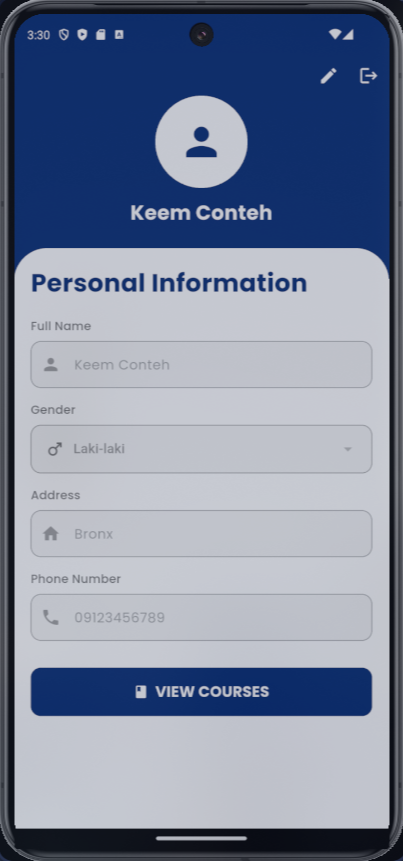 3:30
Keem Conteh
Personal Information
Full Name
Keem Conteh
Gender
Laki-laki
Address
Bronx
Phone Number
09123456789
VIEW COURSES